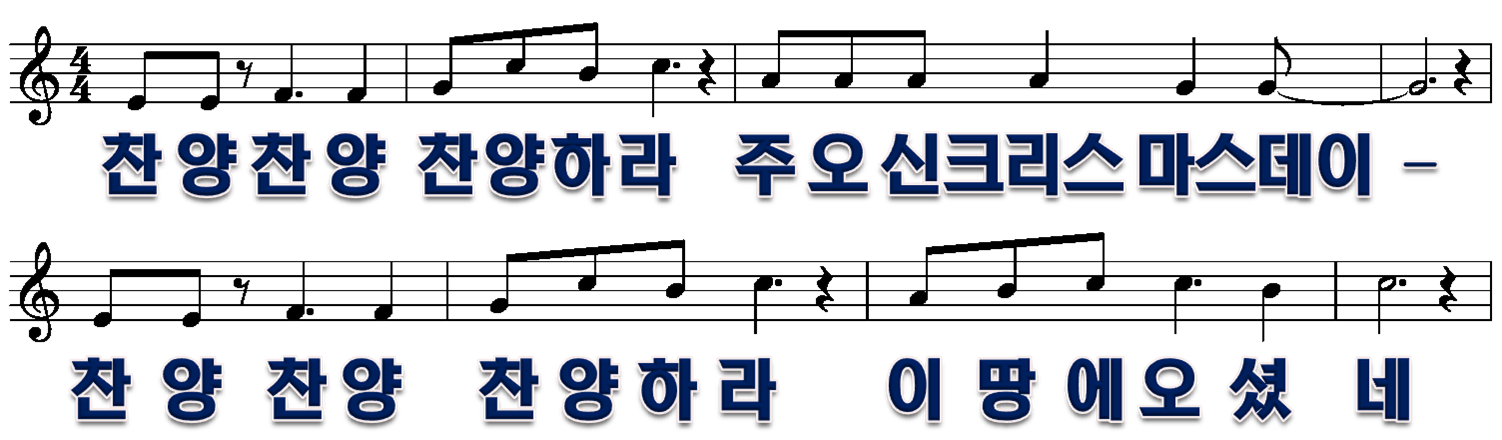 찬 양 찬 양 찬양하라 주 오 신크리스 마스데이 –
찬 양 찬 양 찬 양 하 라 이 땅 에 오 셨 네